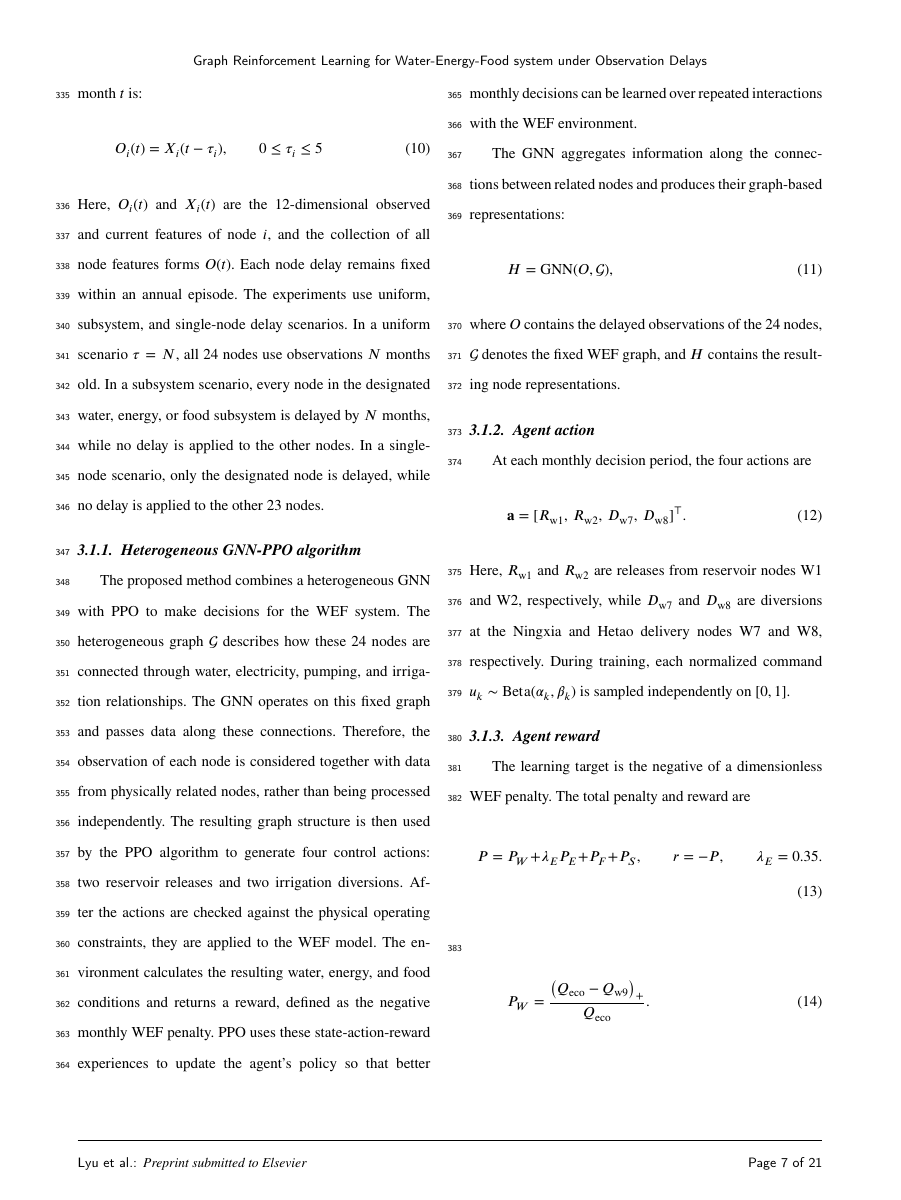 Graph Reinforcement Learning for Water-Energy-Food system under Observation Delays
335 month t is:
O_i(t) = X_i(t − τ_i), 0 ≤ τ_i ≤ 5 (10)
336 Here, O_i(t) and X_i(t) are the 12-dimensional observed
337 and current features of node i, and the collection of all
338 node features forms O(t). Each node delay remains fixed
339 within an annual episode. The experiments use uniform,
340 subsystem, and single-node delay scenarios. In a uniform
341 scenario τ = N, all 24 nodes use observations N months
342 old. In a subsystem scenario, every node in the designated
343 water, energy, or food subsystem is delayed by N months,
344 while no delay is applied to the other nodes. In a single-
345 node scenario, only the designated node is delayed, while
346 no delay is applied to the other 23 nodes.
347 3.1.1. Heterogeneous GNN-PPO algorithm
348 The proposed method combines a heterogeneous GNN
349 with PPO to make decisions for the WEF system. The
350 heterogeneous graph 𝒢 describes how these 24 nodes are
351 connected through water, electricity, pumping, and irriga-
352 tion relationships. The GNN operates on this fixed graph
353 and passes data along these connections. Therefore, the
354 observation of each node is considered together with data
355 from physically related nodes, rather than being processed
356 independently. The resulting graph structure is then used
357 by the PPO algorithm to generate four control actions:
358 two reservoir releases and two irrigation diversions. Af-
359 ter the actions are checked against the physical operating
360 constraints, they are applied to the WEF model. The en-
361 vironment calculates the resulting water, energy, and food
362 conditions and returns a reward, defined as the negative
363 monthly WEF penalty. PPO uses these state-action-reward
364 experiences to update the agent's policy so that better
365 monthly decisions can be learned over repeated interactions
366 with the WEF environment.
367 The GNN aggregates information along the connec-
368 tions between related nodes and produces their graph-based
369 representations:
H = GNN(O, 𝒢), (11)
370 where O contains the delayed observations of the 24 nodes,
371 𝒢 denotes the fixed WEF graph, and H contains the result-
372 ing node representations.
373 3.1.2. Agent action
374 At each monthly decision period, the four actions are
a = [R_w1, R_w2, D_w7, D_w8]^⊤. (12)
375 Here, R_w1 and R_w2 are releases from reservoir nodes W1
376 and W2, respectively, while D_w7 and D_w8 are diversions
377 at the Ningxia and Hetao delivery nodes W7 and W8,
378 respectively. During training, each normalized command
379 u_k ∼ Beta(α_k, β_k) is sampled independently on [0, 1].
380 3.1.3. Agent reward
381 The learning target is the negative of a dimensionless
382 WEF penalty. The total penalty and reward are
P = P_W + λ_E P_E + P_F + P_S, r = −P, λ_E = 0.35.
(13)
383
P_W = (Q_eco − Q_w9)_+ / Q_eco. (14)
Lyu et al.: Preprint submitted to Elsevier Page 7 of 21